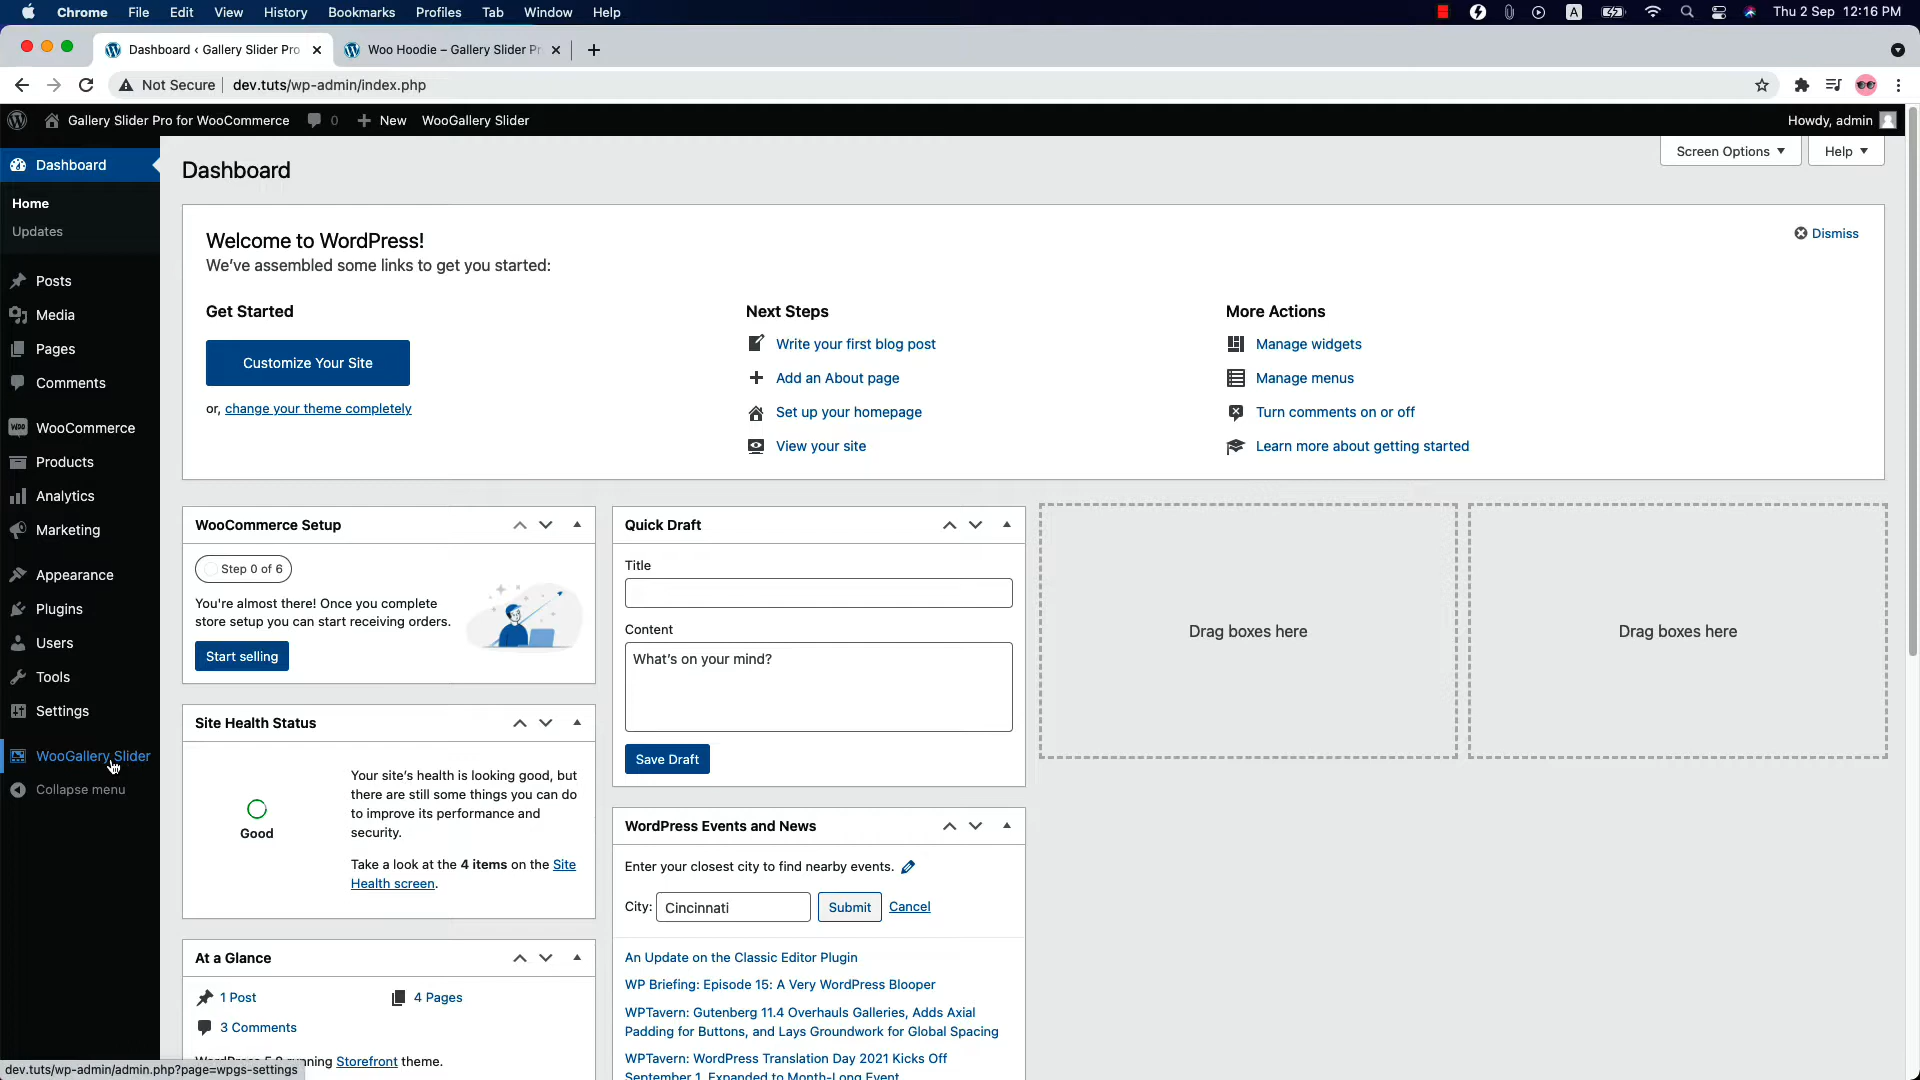 Chrome File Edit View History Bookmarks Profiles Tab Window Help
A Thu 2 Sep 12:16 PM
Dashboard ‹ Gallery Slider Pro
Woo Hoodie – Gallery Slider Pr
Not Secure dev.tuts/wp-admin/index.php
Gallery Slider Pro for WooCommerce 0 New WooGallery Slider Howdy, admin
Dashboard
Home
Updates
Posts
Media
Pages
Comments
WooCommerce
Products
Analytics
Marketing
Appearance
Plugins
Users
Tools
Settings
WooGallery Slider
Collapse menu
Dashboard
Screen Options Help
Welcome to WordPress!
We've assembled some links to get you started:
Dismiss
Get Started
Customize Your Site
or, change your theme completely
Next Steps
Write your first blog post
Add an About page
Set up your homepage
View your site
More Actions
Manage widgets
Manage menus
Turn comments on or off
Learn more about getting started
WooCommerce Setup
Step 0 of 6
You're almost there! Once you complete
store setup you can start receiving orders.
Start selling
Site Health Status
Good
Your site's health is looking good, but
there are still some things you can do
to improve its performance and
security.
Take a look at the 4 items on the Site
Health screen.
At a Glance
1 Post 4 Pages
3 Comments
Storefront theme.
Quick Draft
Title
Content
What's on your mind?
Save Draft
WordPress Events and News
Enter your closest city to find nearby events.
City: Cincinnati Submit Cancel
An Update on the Classic Editor Plugin
WP Briefing: Episode 15: A Very WordPress Blooper
WPTavern: Gutenberg 11.4 Overhauls Galleries, Adds Axial
Padding for Buttons, and Lays Groundwork for Global Spacing
WPTavern: WordPress Translation Day 2021 Kicks Off
September 1, Expanded to Month-Long Event
Drag boxes here
Drag boxes here
dev.tuts/wp-admin/admin.php?page=wpgs-settings